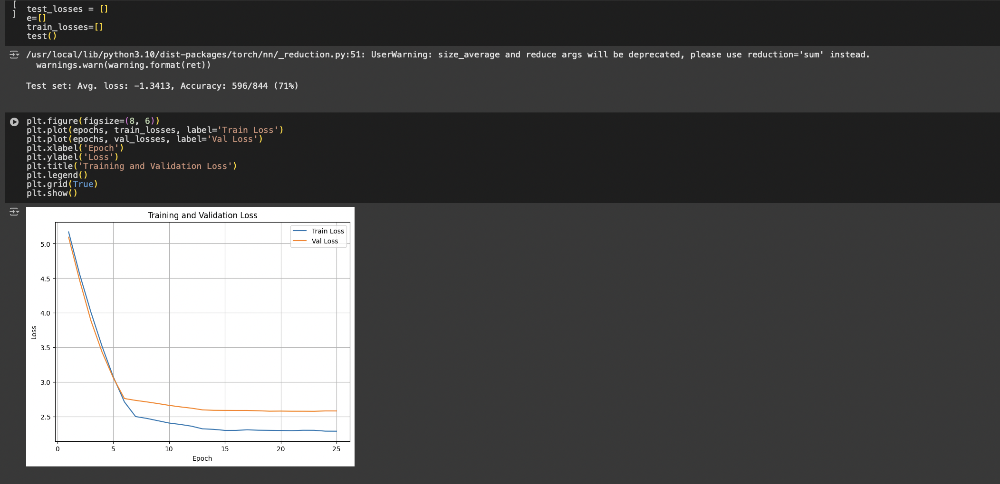 [ ]
test_losses = []
e=[]
train_losses=[]
test()
/usr/local/lib/python3.10/dist-packages/torch/nn/_reduction.py:51: UserWarning: size_average and reduce args will be deprecated, please use reduction='sum' instead.
  warnings.warn(warning.format(ret))
Test set: Avg. loss: -1.3413, Accuracy: 596/844 (71%)
plt.figure(figsize=(8, 6))
plt.plot(epochs, train_losses, label='Train Loss')
plt.plot(epochs, val_losses, label='Val Loss')
plt.xlabel('Epoch')
plt.ylabel('Loss')
plt.title('Training and Validation Loss')
plt.legend()
plt.grid(True)
plt.show()
Training and Validation Loss
Train Loss
Val Loss
5.0
4.5
4.0
3.5
3.0
2.5
Loss
0 5 10 15 20 25
Epoch